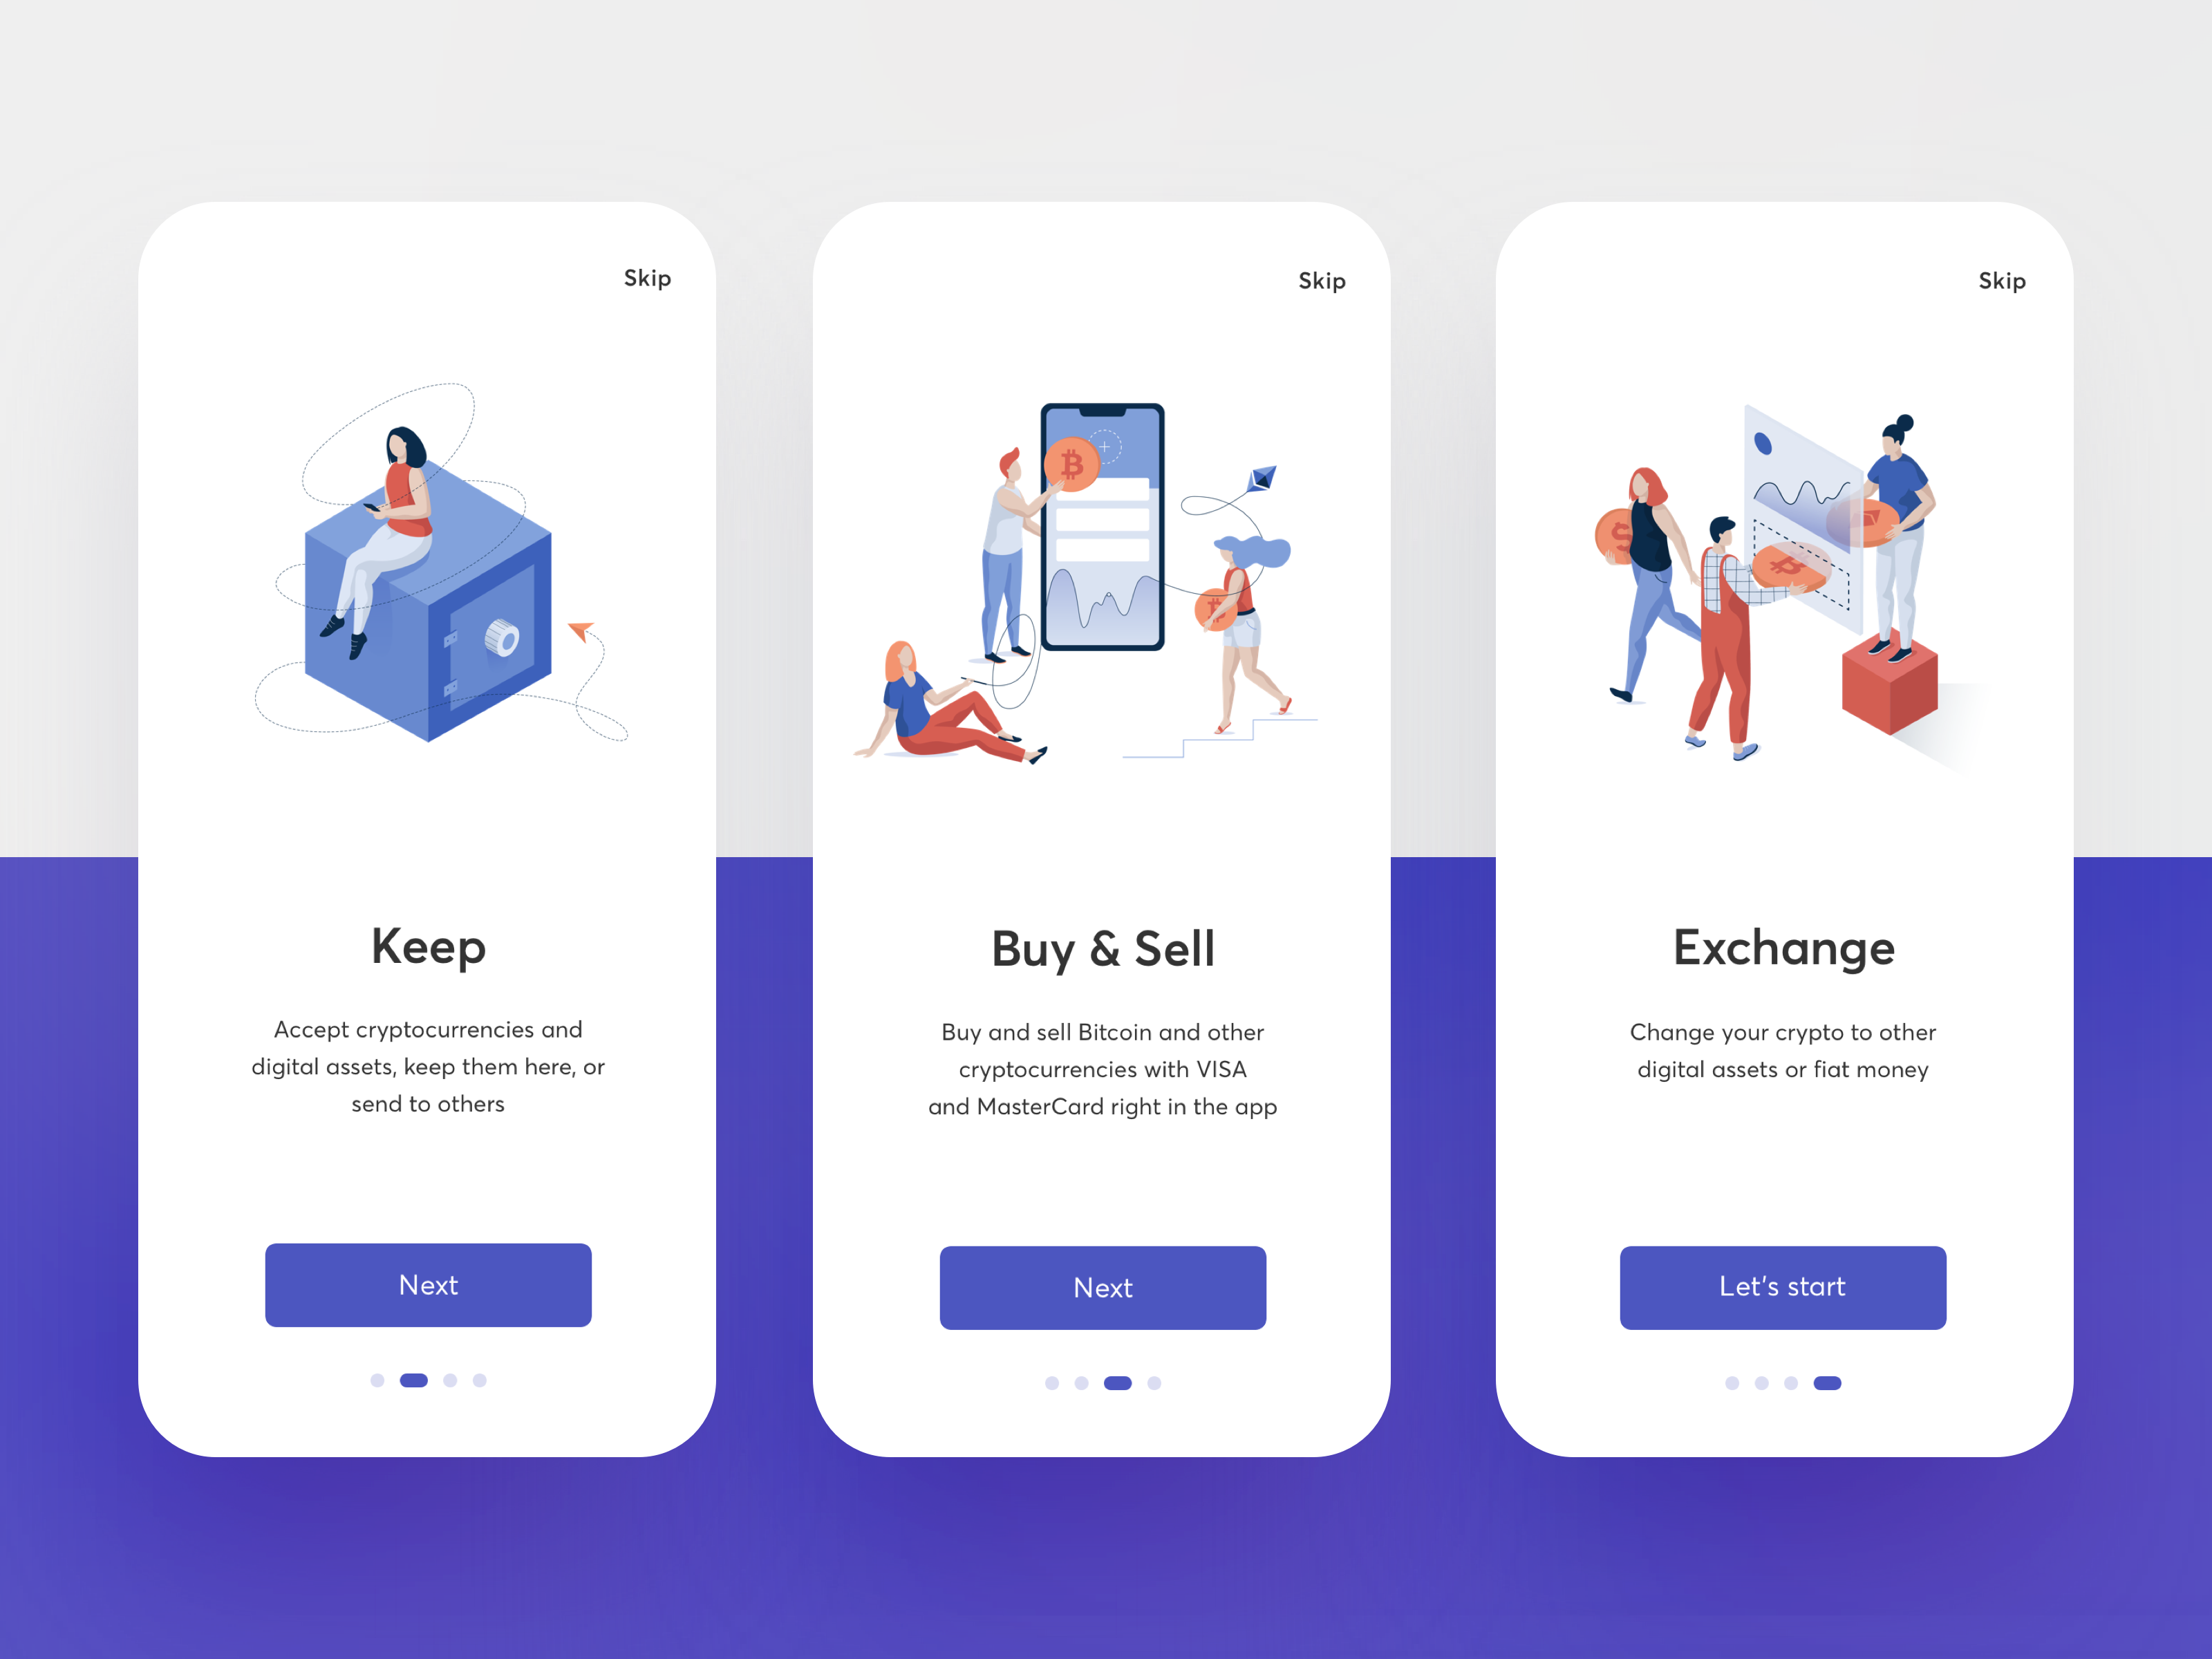 Skip
Keep
Accept cryptocurrencies and
digital assets, keep them here, or
send to others
Next
Skip
Buy & Sell
Buy and sell Bitcoin and other
cryptocurrencies with VISA
and MasterCard right in the app
Next
Skip
Exchange
Change your crypto to other
digital assets or fiat money
Let's start